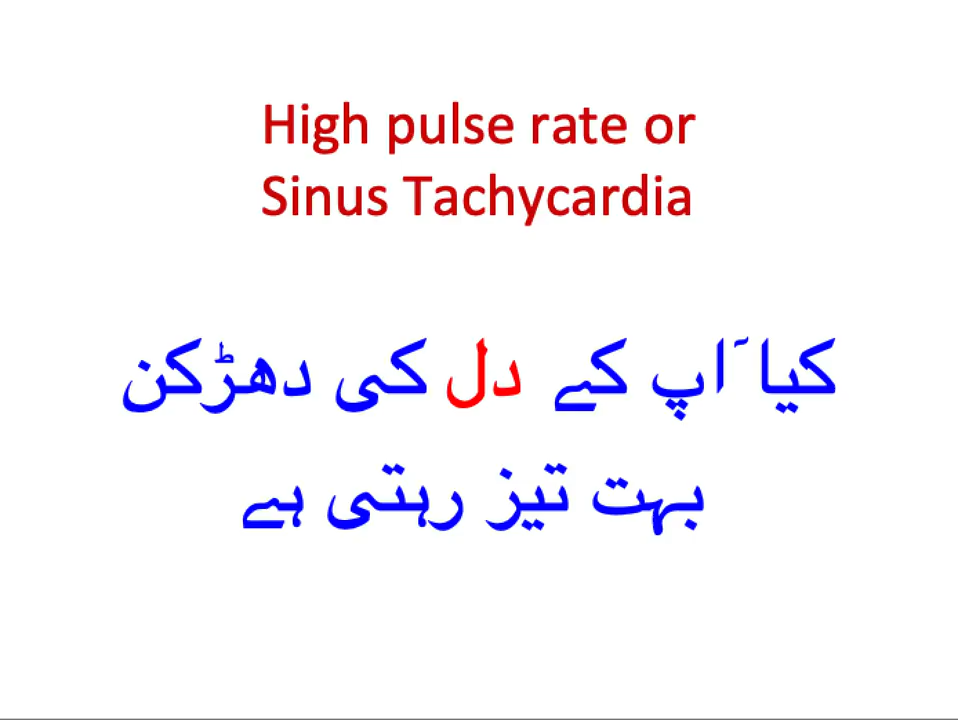 High pulse rate or
Sinus Tachycardia
کیا آپ کے دل کی دھڑکن
بہت تیز رہتی ہے